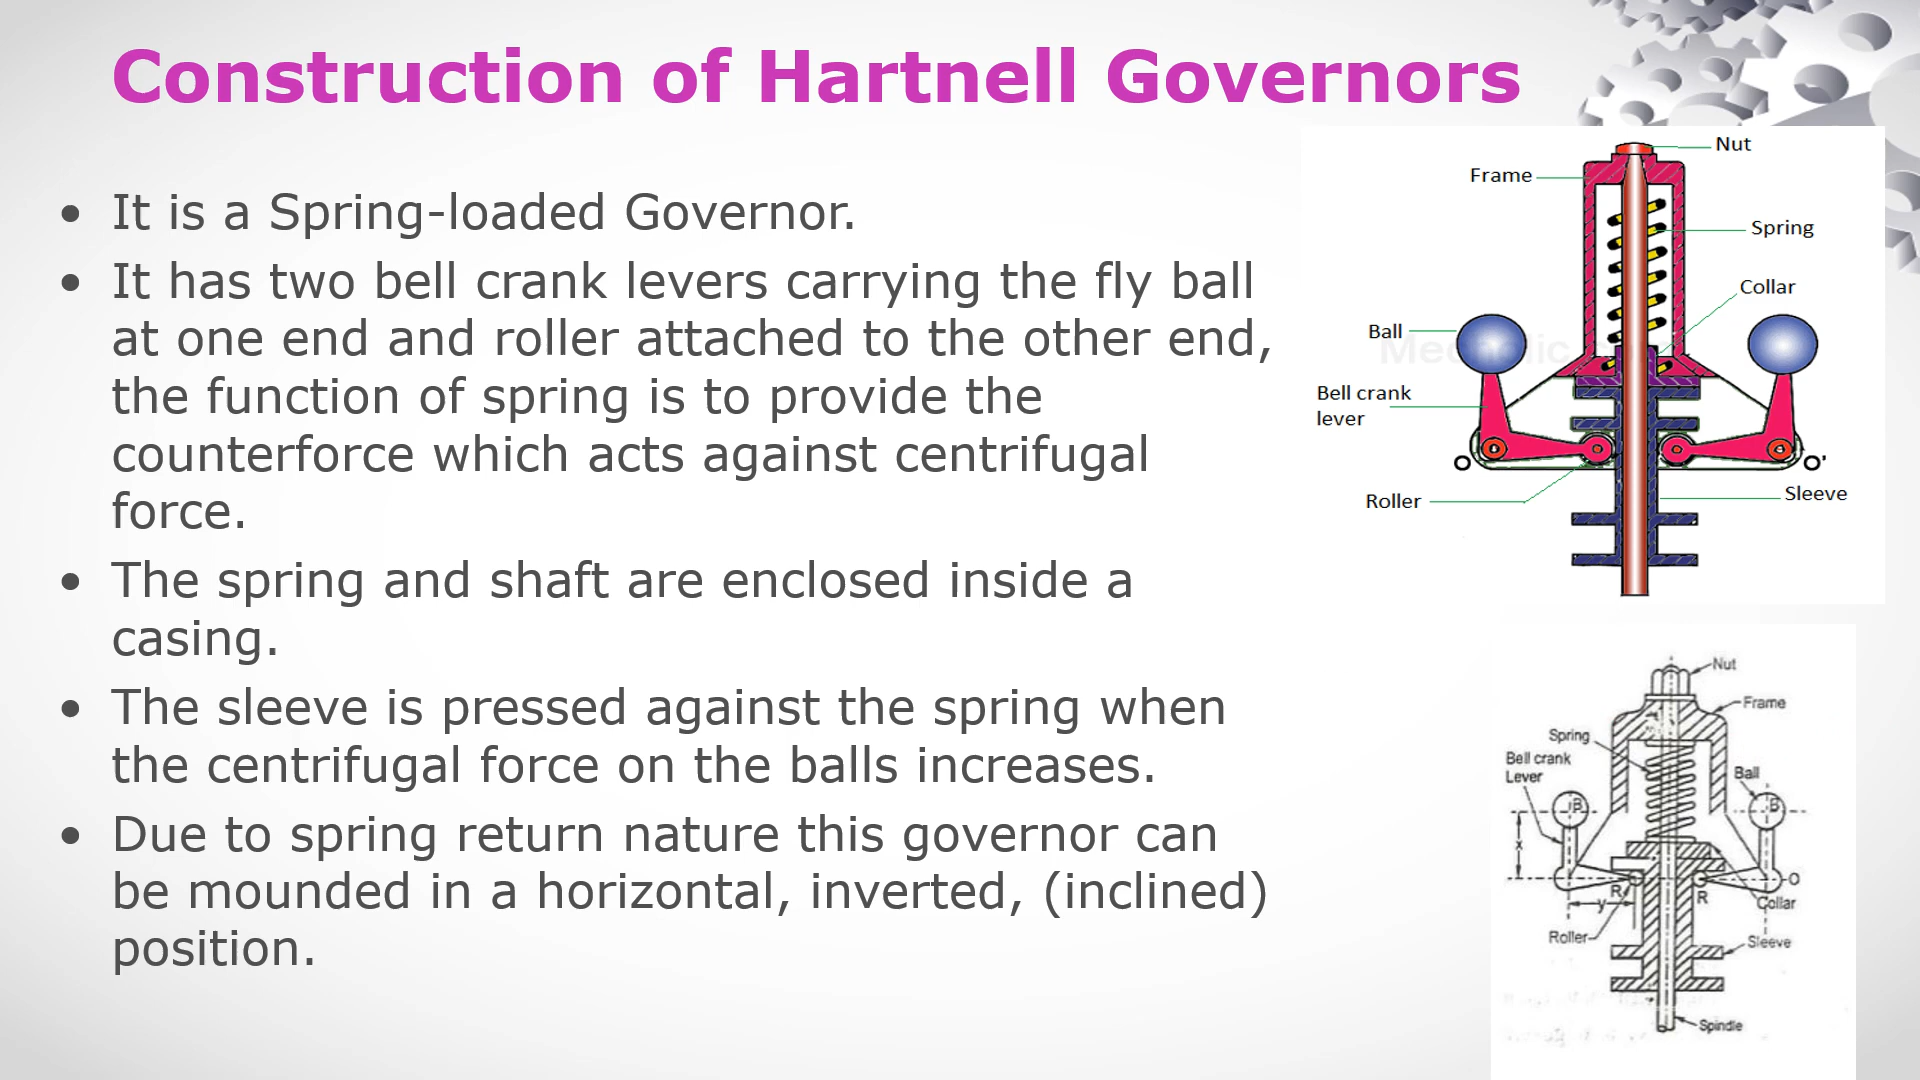 Construction of Hartnell Governors
• It is a Spring-loaded Governor.
• It has two bell crank levers carrying the fly ball
at one end and roller attached to the other end,
the function of spring is to provide the
counterforce which acts against centrifugal
force.
• The spring and shaft are enclosed inside a
casing.
• The sleeve is pressed against the spring when
the centrifugal force on the balls increases.
• Due to spring return nature this governor can
be mounded in a horizontal, inverted, (inclined)
position.
Nut
Frame
Spring
Collar
Ball
Bell crank
lever
O
O'
Roller
Sleeve
Nut
Frame
Spring
Bell crank
Lever
Ball
B
B
x
O
R
R
y
Collar
Roller
Sleeve
Spindle